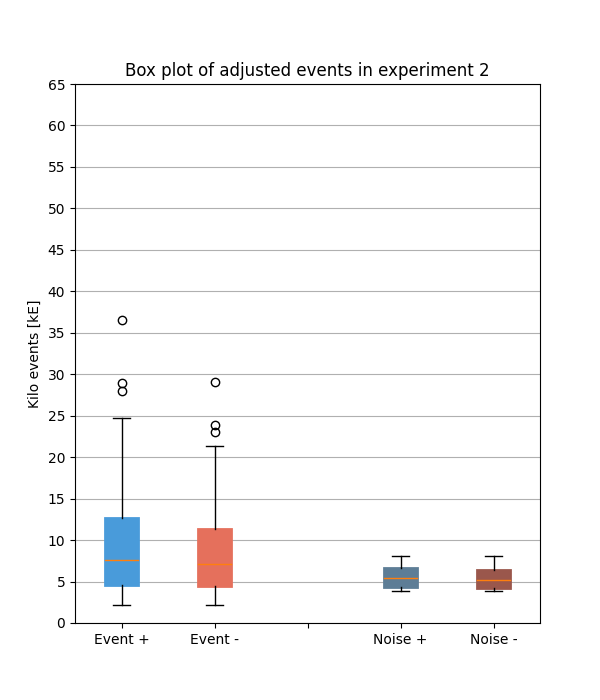 Box plot of adjusted events in experiment 2
65
60
55
50
45
40
35
30
25
20
15
10
5
0
Kilo events [kE]
Event +
Event -
Noise +
Noise -